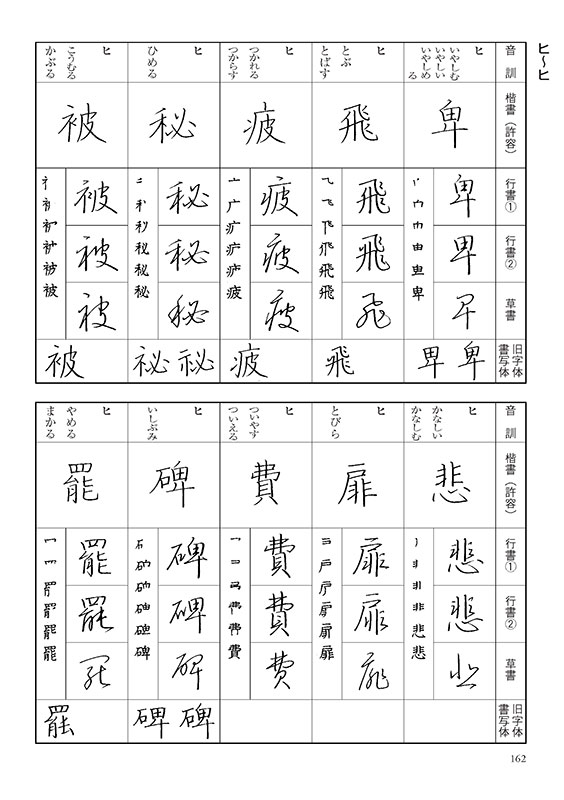 ヒ〜ヒ
音 訓
楷書（許容）
行書①
行書②
草書
旧字体
書写体
ヒ
いやしむ
いやしい
いやしめる
卑
卑
卑
卑
卑
ヒ
とぶ
とばす
飛
飛
飛
飛
飛
ヒ
つかれる
つからす
疲
疲
疲
疲
疲
ヒ
ひめる
秘
秘
秘
秘
祕 祕
ヒ
こうむる
かぶる
被
被
被
被
被
音 訓
楷書（許容）
行書①
行書②
草書
旧字体
書写体
ヒ
かなしい
かなしむ
悲
悲
悲
悲
ヒ
とびら
扉
扉
扉
扉
ヒ
ついやす
ついえる
費
費
費
費
ヒ
いしぶみ
碑
碑
碑
碑
碑 碑
ヒ
やめる
まかる
罷
罷
罷
罷
162